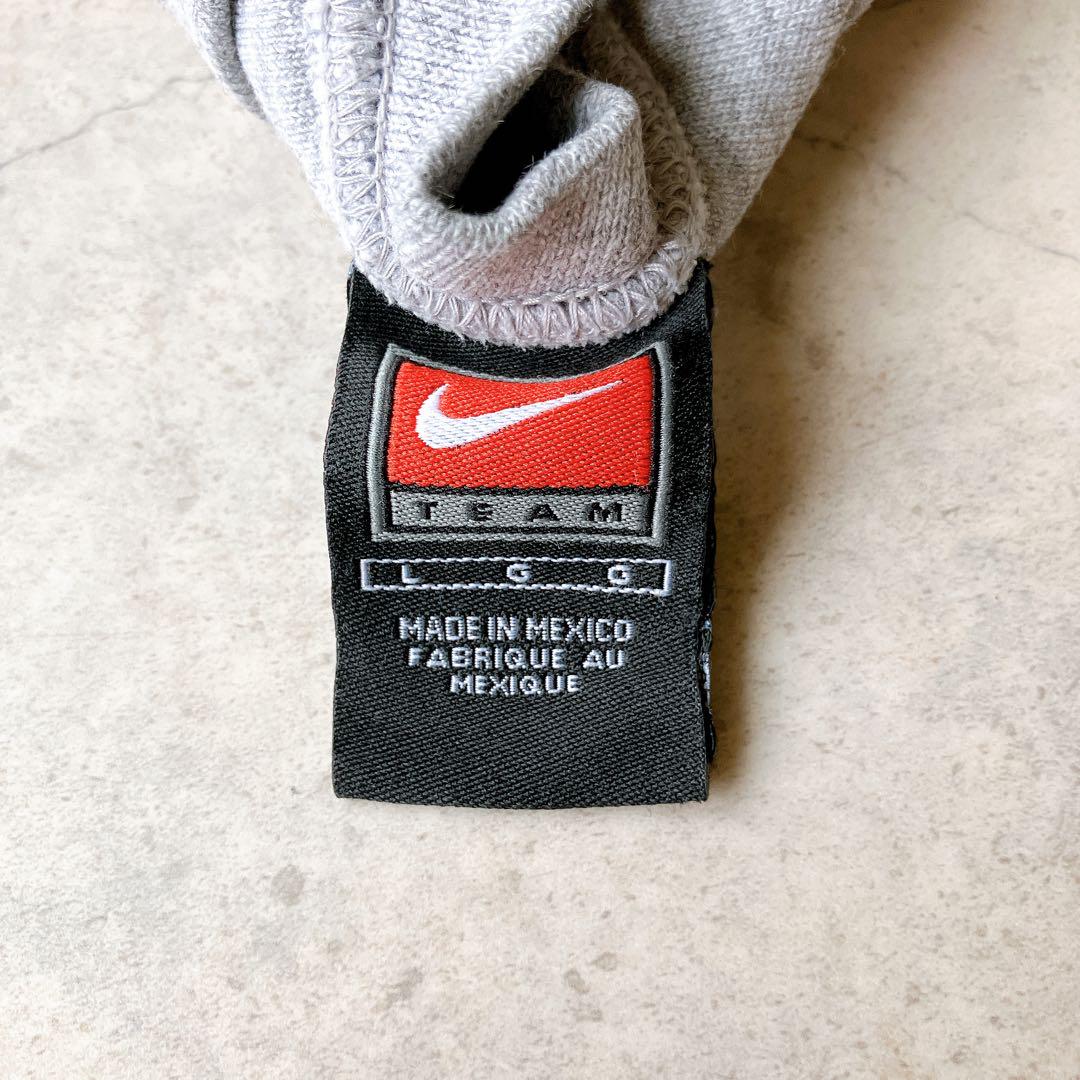 TEAM
L G G
MADE IN MEXICO
FABRIQUE AU
MEXIQUE